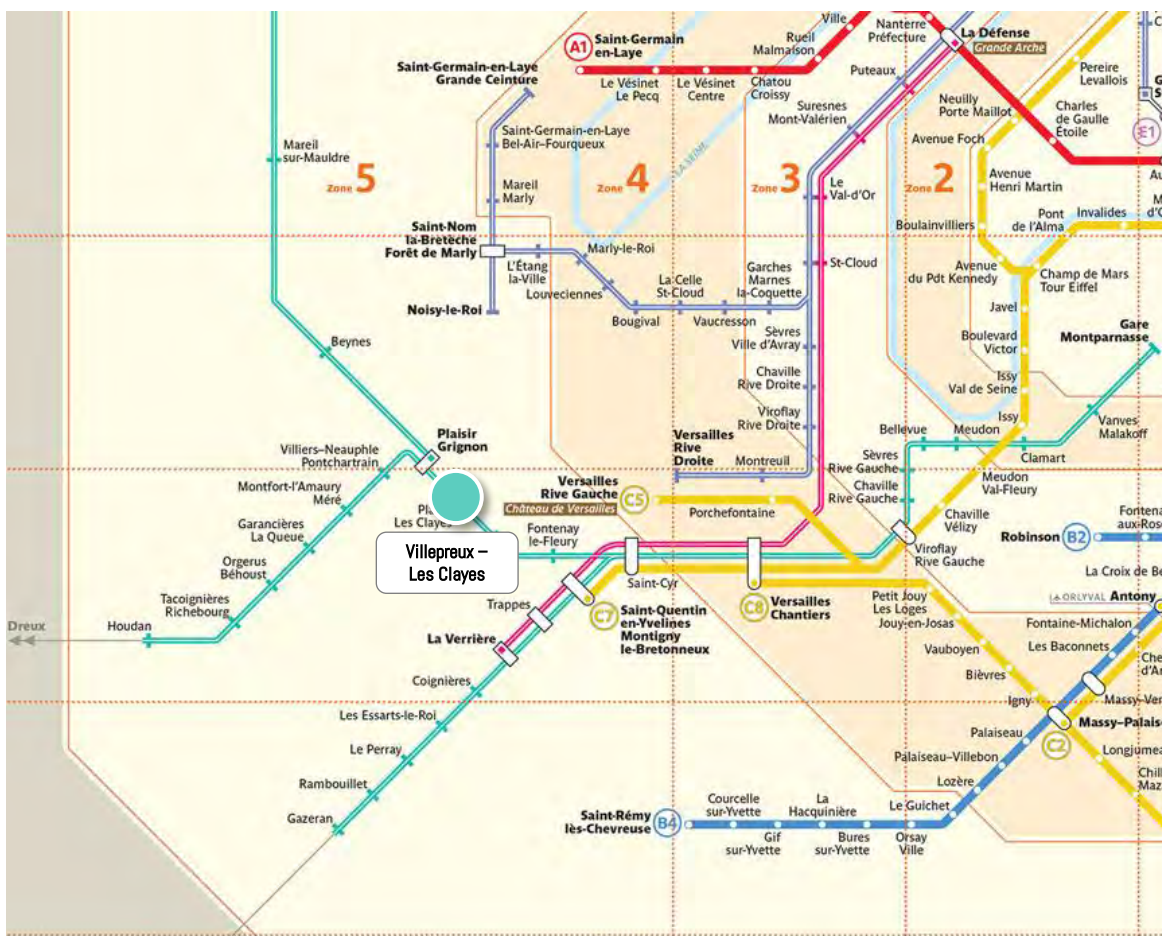 Saint-Germain
en-Laye
A1
Ville
Rueil
Malmaison
Nanterre
Préfecture
La Défense
Grande Arche
Saint-Germain-en-Laye
Grande Ceinture
Le Vésinet
Le Pecq
Le Vésinet
Centre
Chatou
Croissy
Puteaux
Pereire
Levallois
Neuilly
Porte Maillot
Charles
de Gaulle
Étoile
E1
Suresnes
Mont-Valérien
Avenue Foch
Mareil
sur-Mauldre
Saint-Germain-en-Laye
Bel-Air–Fourqueux
LA SEINE
Zone 5
Zone 4
Zone 3
Zone 2
Mareil
Marly
Le
Val-d'Or
Avenue
Henri Martin
Boulainvilliers
Pont
de l'Alma
Invalides
Saint-Nom
la-Bretèche
Forêt de Marly
L'Étang
la-Ville
Marly-le-Roi
Louveciennes
La Celle
St-Cloud
Garches
Marnes
la-Coquette
St-Cloud
Avenue
du Pdt Kennedy
Champ de Mars
Tour Eiffel
Noisy-le-Roi
Bougival
Vaucresson
Javel
Sèvres
Ville d'Avray
Boulevard
Victor
Gare
Montparnasse
Beynes
Chaville
Rive Droite
Issy
Val de Seine
Viroflay
Rive Droite
Issy
Bellevue
Meudon
Vanves
Malakoff
Clamart
Plaisir
Grignon
Villiers–Neauphle
Pontchartrain
Versailles
Rive
Droite
Montreuil
Sèvres
Rive Gauche
Meudon
Val-Fleury
Montfort-l'Amaury
Méré
Versailles
Rive Gauche
Château de Versailles
C5
Porchefontaine
Chaville
Rive Gauche
Les Clayes
Garancières
La Queue
Fontenay
le-Fleury
Chaville
Vélizy
Robinson
B2
Villepreux –
Les Clayes
Viroflay
Rive Gauche
Orgerus
Béhoust
Saint-Cyr
Petit Jouy
Les Loges
ORLYVAL
Antony
Tacoignières
Richebourg
Trappes
C7
Saint-Quentin
en-Yvelines
Montigny
le-Bretonneux
C8
Versailles
Chantiers
Jouy-en-Josas
Fontaine-Michalon
Dreux
Houdan
La Verrière
Vauboyen
Les Baconnets
Coignières
Bièvres
Igny
Les Essarts-le-Roi
Palaiseau
C2
Le Perray
Palaiseau–Villebon
Rambouillet
Lozère
Gazeran
Saint-Rémy
lès-Chevreuse
B4
Courcelle
sur-Yvette
La
Hacquinière
Le Guichet
Gif
sur-Yvette
Bures
sur-Yvette
Orsay
Ville